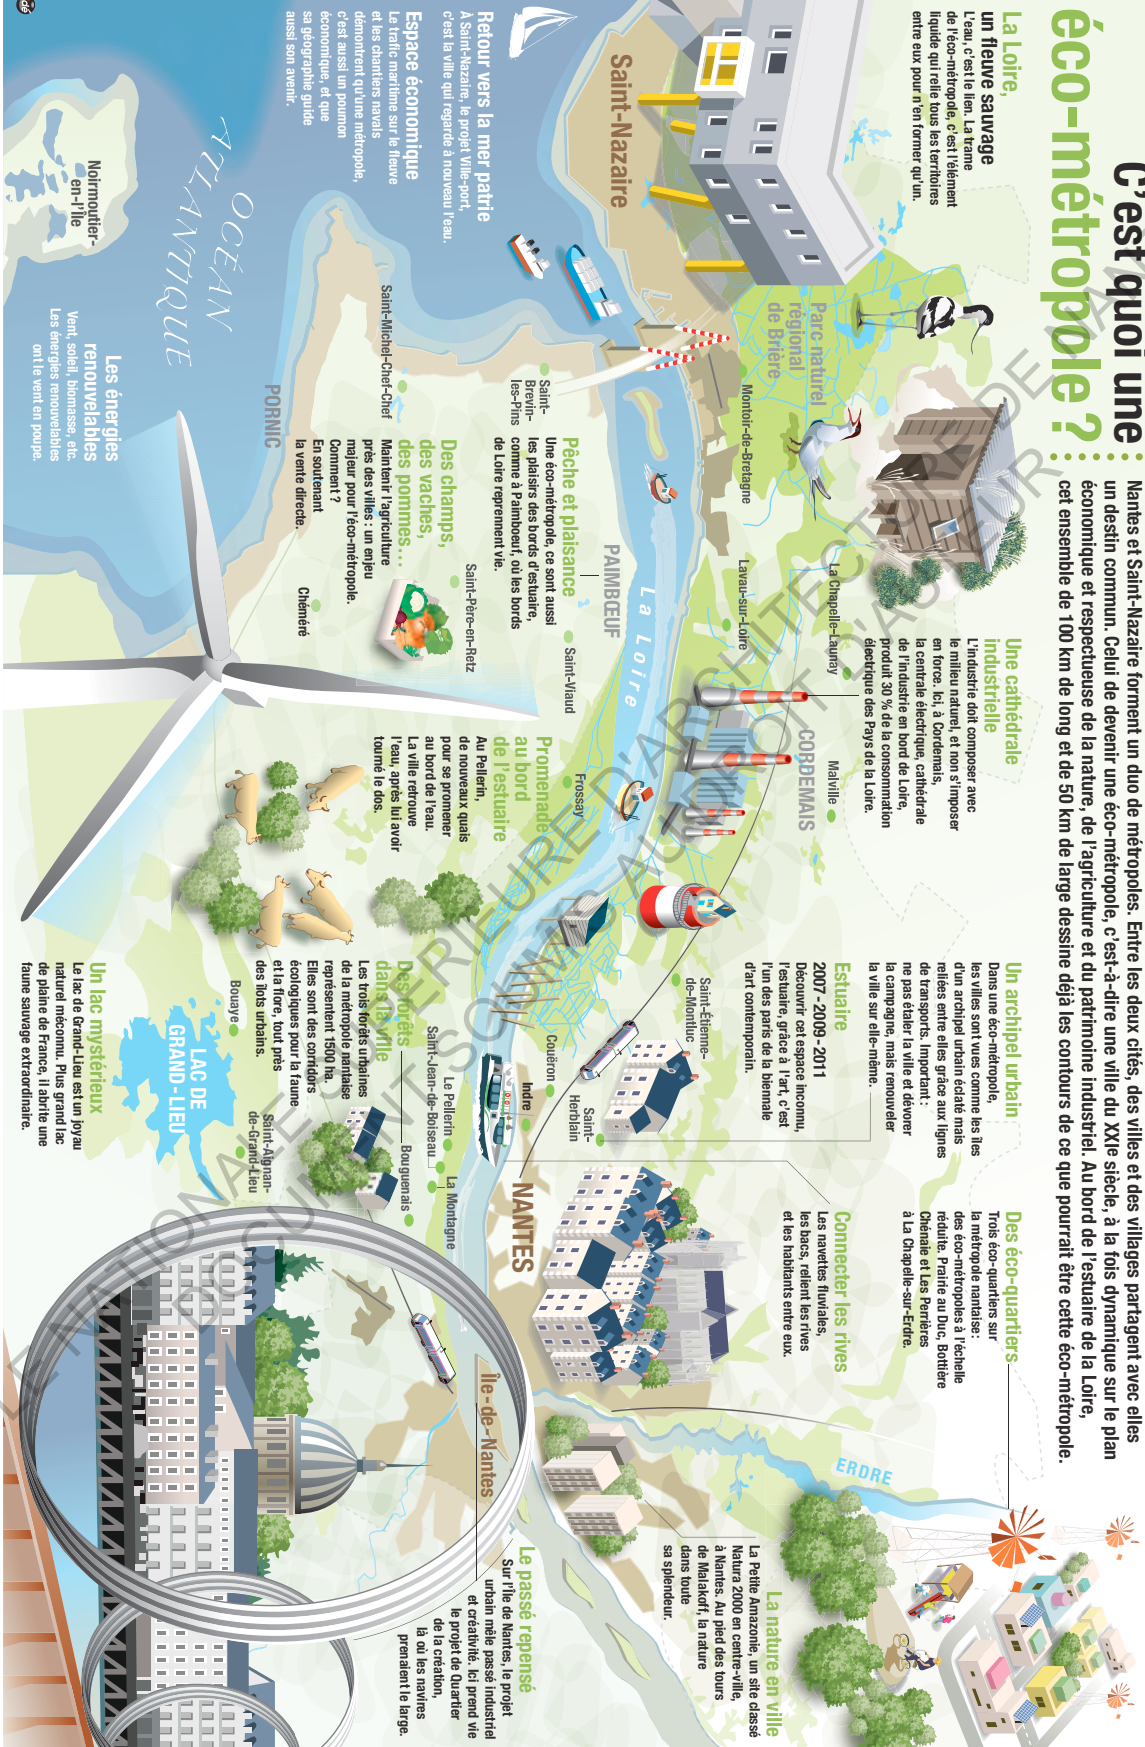 C'est quoi une
éco-métropole ?
Nantes et Saint-Nazaire forment un duo de métropoles. Entre les deux cités, des villes et des villages partagent avec elles
un destin commun. Celui de devenir une éco-métropole, c'est-à-dire une ville du XXIe siècle, à la fois dynamique sur le plan
économique et respectueuse de la nature, de l'agriculture et du patrimoine industriel. Au bord de l'estuaire de la Loire,
cet ensemble de 100 km de long et de 50 km de large dessine déjà les contours de ce que pourrait être cette éco-métropole.
La Loire,
un fleuve sauvage
L'eau, c'est le lien. La trame
de l'éco-métropole, c'est l'élément
liquide qui relie tous les territoires
entre eux pour n'en former qu'un.
Une cathédrale
industrielle
L'industrie doit composer avec
le milieu naturel, et non s'imposer
en force. Ici, à Cordemais,
la centrale électrique, cathédrale
de l'industrie en bord de Loire,
produit 30 % de la consommation
électrique des Pays de la Loire.
Un archipel urbain
Dans une éco-métropole,
les villes sont vues comme les îles
d'un archipel urbain éclaté mais
reliées entre elles grâce aux lignes
de transports. Important :
ne pas étaler la ville et dévorer
la campagne, mais renouveler
la ville sur elle-même.
Des éco-quartiers
Trois éco-quartiers sur
la métropole nantaise :
des éco-métropoles à l'échelle
réduite. Prairie au Duc, Bottière
Chénaie et Les Perrières
à La Chapelle-sur-Erdre.
Estuaire
2007 - 2009 - 2011
Découvrir cet espace inconnu,
l'estuaire, grâce à l'art, c'est
l'un des paris de la biennale
d'art contemporain.
Connecter les rives
Les navettes fluviales,
les bacs, relient les rives
et les habitants entre eux.
La nature en ville
La Petite Amazonie, un site classé
Natura 2000 en centre-ville,
à Nantes. Au pied des tours
de Malakoff, la nature
dans toute
sa splendeur.
ERDRE
Parc naturel
régional
de Brière
Montoir-de-Bretagne
La Chapelle-Launay
Lavau-sur-Loire
Malville
CORDEMAIS
Saint-Étienne-
de-Montluc
Saint-Nazaire
La Loire
PAIMBŒUF
Couëron
Saint-
Herblain
Indre
NANTES
Île-de-Nantes
Retour vers la mer patrie
À Saint-Nazaire, le projet Ville-port,
c'est la ville qui regarde à nouveau l'eau.
Espace économique
Le trafic maritime sur le fleuve
et les chantiers navals
démontrent qu'une métropole,
c'est aussi un poumon
économique, et que
sa géographie guide
aussi son avenir.
Saint-
Brevin-
les-Pins
Saint-Michel-Chef-Chef
Pêche et plaisance
Une éco-métropole, ce sont aussi
les plaisirs des bords d'estuaire,
comme à Paimboeuf, où les bords
de Loire reprennent vie.
Saint-Viaud
Des champs,
des vaches,
des pommes…
Maintenir l'agriculture
près des villes : un enjeu
majeur pour l'éco-métropole.
Comment ?
En soutenant
la vente directe.
Saint-Père-en-Retz
Chéméré
PORNIC
Frossay
Promenade
au bord
de l'estuaire
Au Pellerin,
de nouveaux quais
pour se promener
au bord de l'eau.
La ville retrouve
l'eau, après lui avoir
tourné le dos.
Le Pellerin
Saint-Jean-de-Boiseau
La Montagne
Bouguenais
Des forêts
dans la ville
Les trois forêts urbaines
de la métropole nantaise
représentent 1500 ha.
Elles sont des corridors
écologiques pour la faune
et la flore, tout près
des îlots urbains.
Bouaye
Saint-Aignan-
de-Grand-Lieu
LAC DE
GRAND-LIEU
Un lac mystérieux
Le lac de Grand-Lieu est un joyau
naturel méconnu. Plus grand lac
de plaine de France, il abrite une
faune sauvage extraordinaire.
Le passé repensé
Sur l'île de Nantes, le projet
urbain mêle passé industriel
et créativité. Ici prend vie
le projet de Quartier
de la création,
là où les navires
prenaient le large.
OCÉAN
ATLANTIQUE
Noirmoutier-
en-l'Île
Les énergies
renouvelables
Vent, soleil, biomasse, etc.
Les énergies renouvelables
ont le vent en poupe.
NATIONALE SUPERIEURE D'ARCHITECTURE DE
DOCUMENT SOUMIS AU DROIT D'AUTEUR